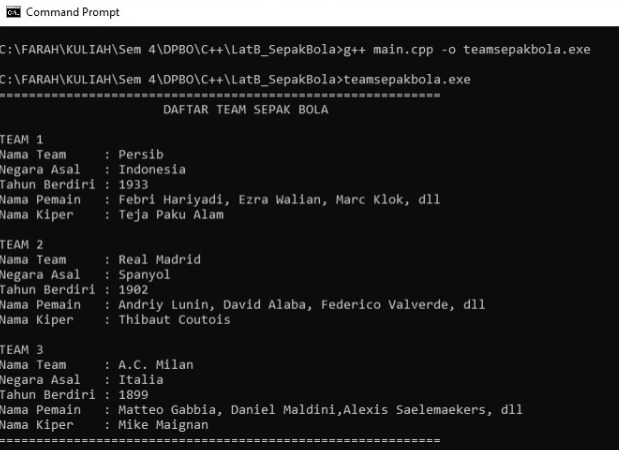 Command Prompt
C:\FARAH\KULIAH\Sem 4\DPBO\C++\LatB_SepakBola>g++ main.cpp -o teamsepakbola.exe
C:\FARAH\KULIAH\Sem 4\DPBO\C++\LatB_SepakBola>teamsepakbola.exe
===========================================================
DAFTAR TEAM SEPAK BOLA
TEAM 1
Nama Team : Persib
Negara Asal : Indonesia
Tahun Berdiri : 1933
Nama Pemain : Febri Hariyadi, Ezra Walian, Marc Klok, dll
Nama Kiper : Teja Paku Alam
TEAM 2
Nama Team : Real Madrid
Negara Asal : Spanyol
Tahun Berdiri : 1902
Nama Pemain : Andriy Lunin, David Alaba, Federico Valverde, dll
Nama Kiper : Thibaut Coutois
TEAM 3
Nama Team : A.C. Milan
Negara Asal : Italia
Tahun Berdiri : 1899
Nama Pemain : Matteo Gabbia, Daniel Maldini,Alexis Saelemaekers, dll
Nama Kiper : Mike Maignan
===========================================================